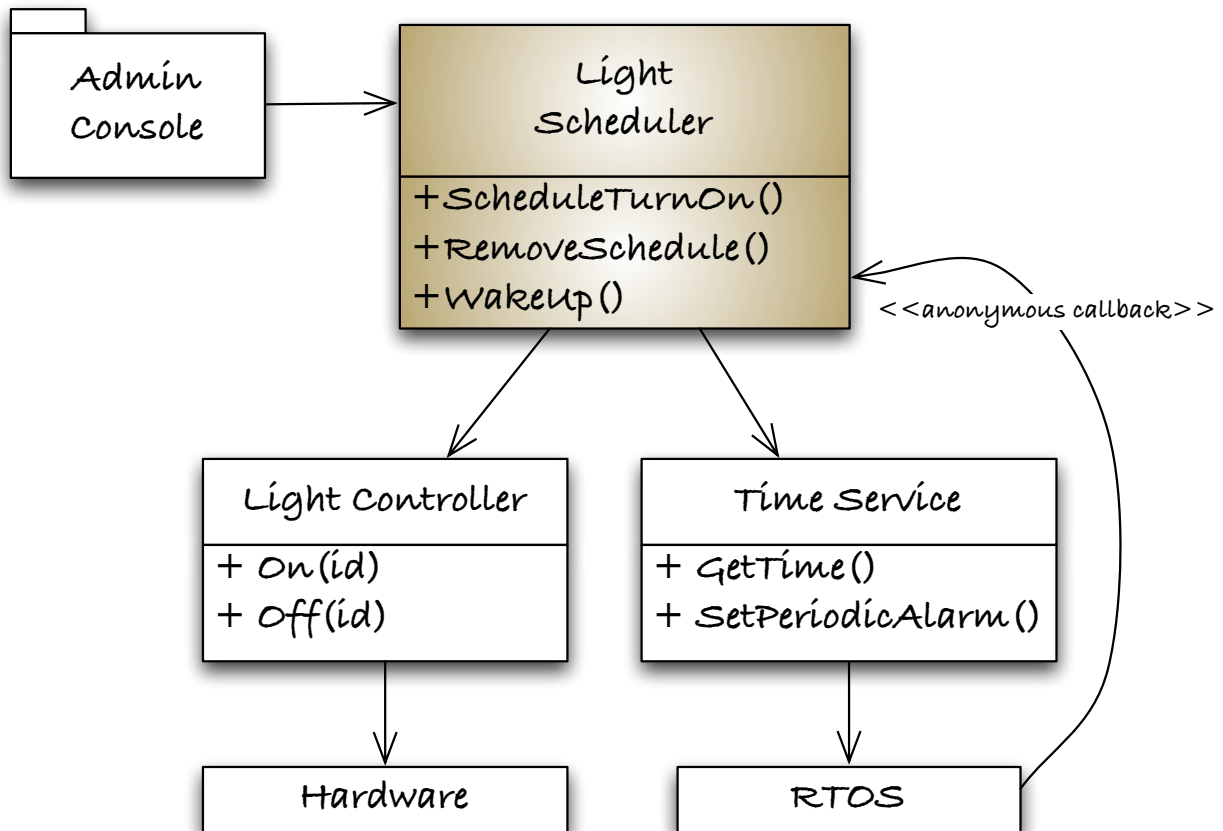 Admin
Console
Light
Scheduler
+ScheduleTurnOn()
+RemoveSchedule()
+WakeUp()
<<anonymous callback>>
Light Controller
+ On(id)
+ Off(id)
Time Service
+ GetTime()
+ SetPeriodicAlarm()
Hardware
RTOS